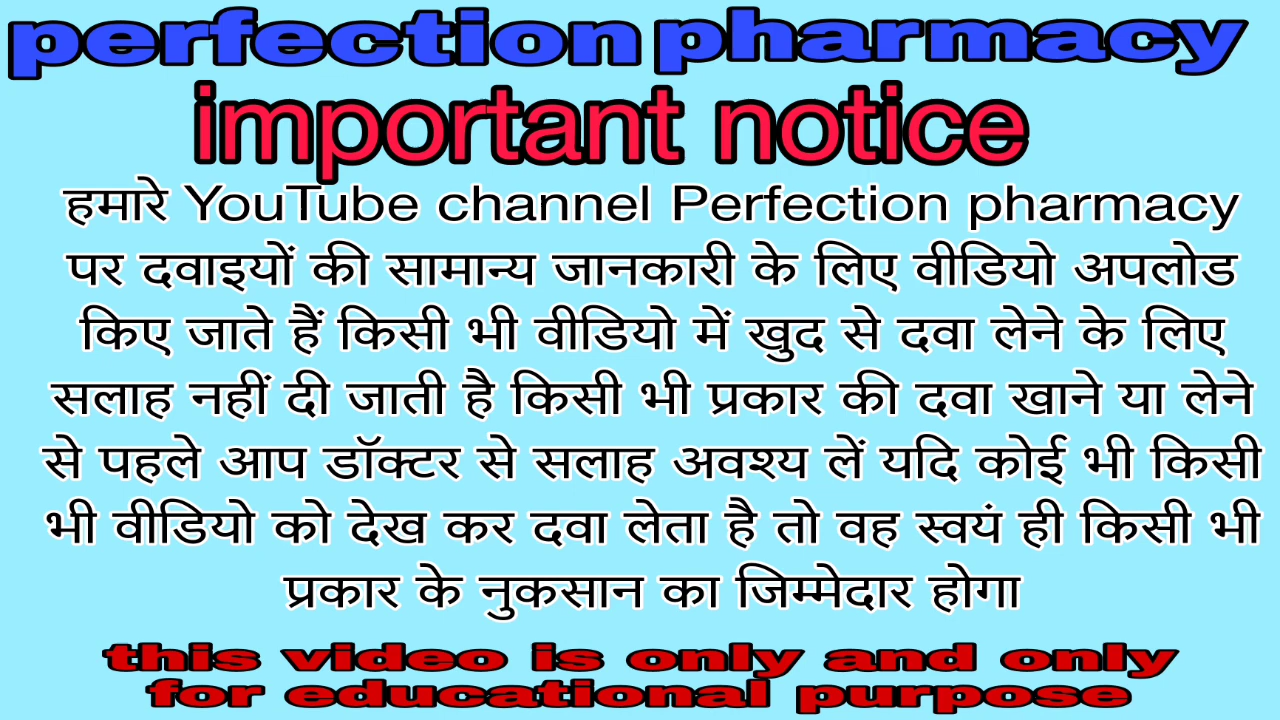 perfection pharmacy
important notice
हमारे YouTube channel Perfection pharmacy
पर दवाइयों की सामान्य जानकारी के लिए वीडियो अपलोड
किए जाते हैं किसी भी वीडियो में खुद से दवा लेने के लिए
सलाह नहीं दी जाती है किसी भी प्रकार की दवा खाने या लेने
से पहले आप डॉक्टर से सलाह अवश्य लें यदि कोई भी किसी
भी वीडियो को देख कर दवा लेता है तो वह स्वयं ही किसी भी
प्रकार के नुकसान का जिम्मेदार होगा
this video is only and only
for educational purpose